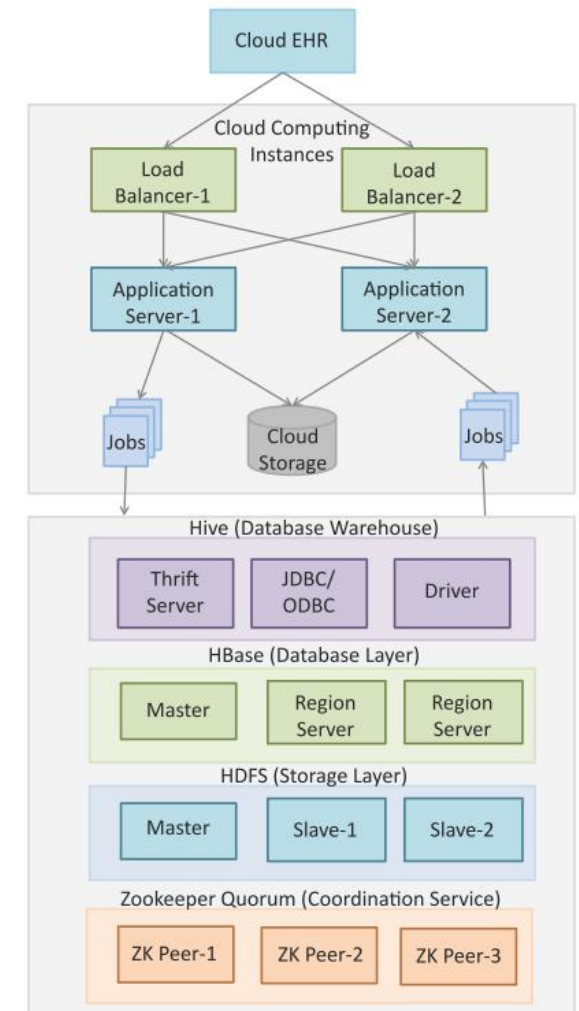 Cloud EHR
Cloud Computing
Instances
Load
Balancer-1
Load
Balancer-2
Application
Server-1
Application
Server-2
Jobs
Cloud
Storage
Jobs
Hive (Database Warehouse)
Thrift
Server
JDBC/
ODBC
Driver
HBase (Database Layer)
Master
Region
Server
Region
Server
HDFS (Storage Layer)
Master
Slave-1
Slave-2
Zookeeper Quorum (Coordination Service)
ZK Peer-1
ZK Peer-2
ZK Peer-3